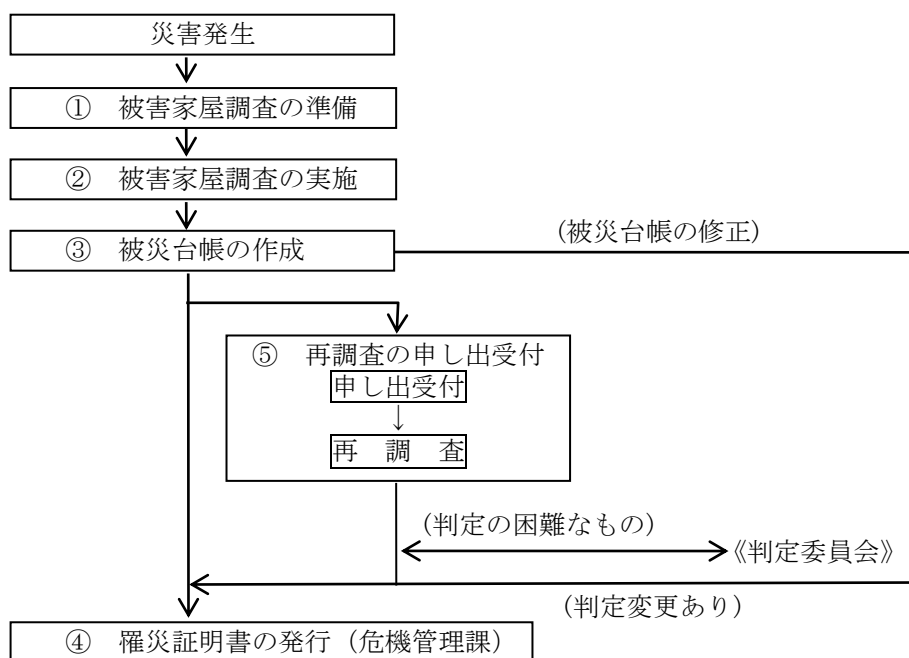 災害発生
① 被害家屋調査の準備
② 被害家屋調査の実施
③ 被災台帳の作成
(被災台帳の修正)
⑤ 再調査の申し出受付
申し出受付
↓
再 調 査
(判定の困難なもの)
《判定委員会》
(判定変更あり)
④ 罹災証明書の発行(危機管理課)